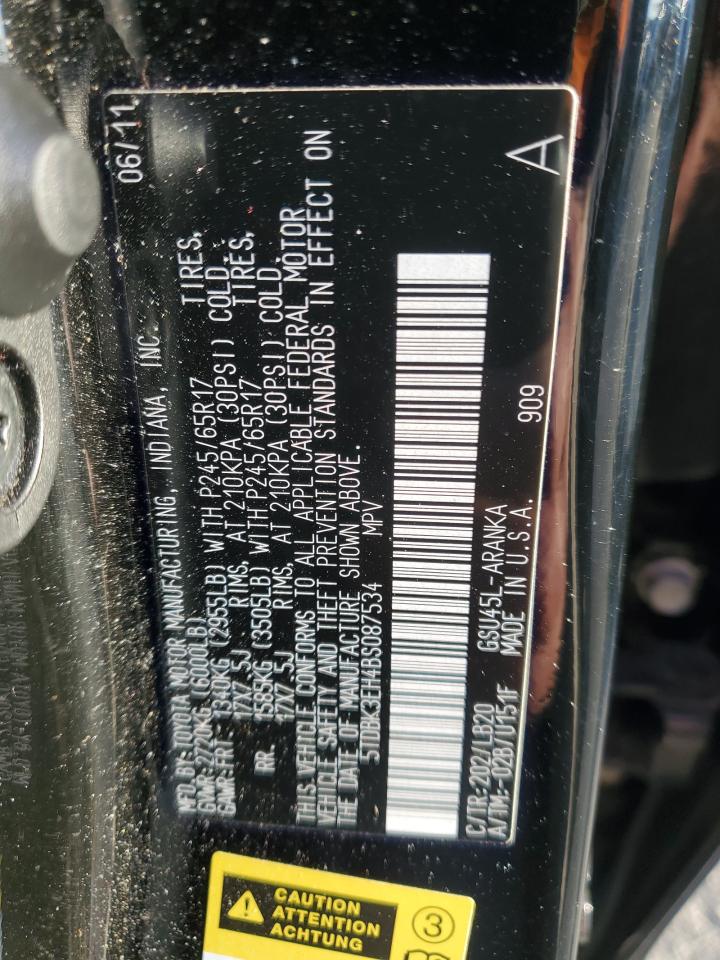 MFD.BY:TOYOTA MOTOR MANUFACTURING, INDIANA, INC. 06/11
GVWR:2720KG (6000LB)
GAWR:FRT. 1340KG (2955LB) WITH P245/65R17 TIRES,
17X7.5J RIMS, AT 210KPA (30PSI) COLD
RR. 1585KG (3505LB) WITH P245/65R17 TIRES,
17X7.5J RIMS, AT 210KPA (30PSI) COLD
THIS VEHICLE CONFORMS TO ALL APPLICABLE FEDERAL MOTOR
VEHICLE SAFETY AND THEFT PREVENTION STANDARDS IN EFFECT ON
THE DATE OF MANUFACTURE SHOWN ABOVE.
5TDBK3EH4BS087534 MPV
C/TR:202/LB20 GSU45L-ARANKA
A/TM:-02B/U151F MADE IN U.S.A. 909
A
CAUTION
ATTENTION
ACHTUNG
3